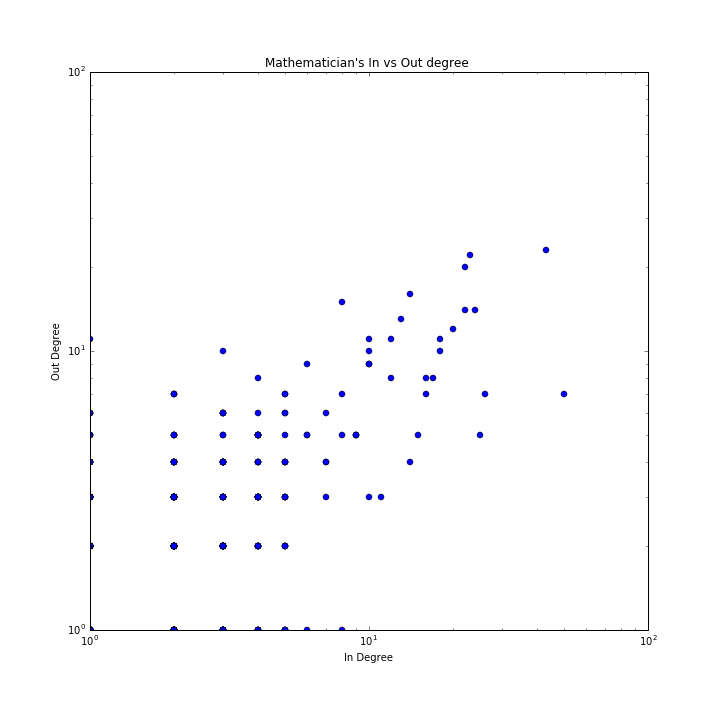 Mathematician's In vs Out degree
10²
Out Degree
10¹
10⁰
10⁰ 10¹ 10²
In Degree